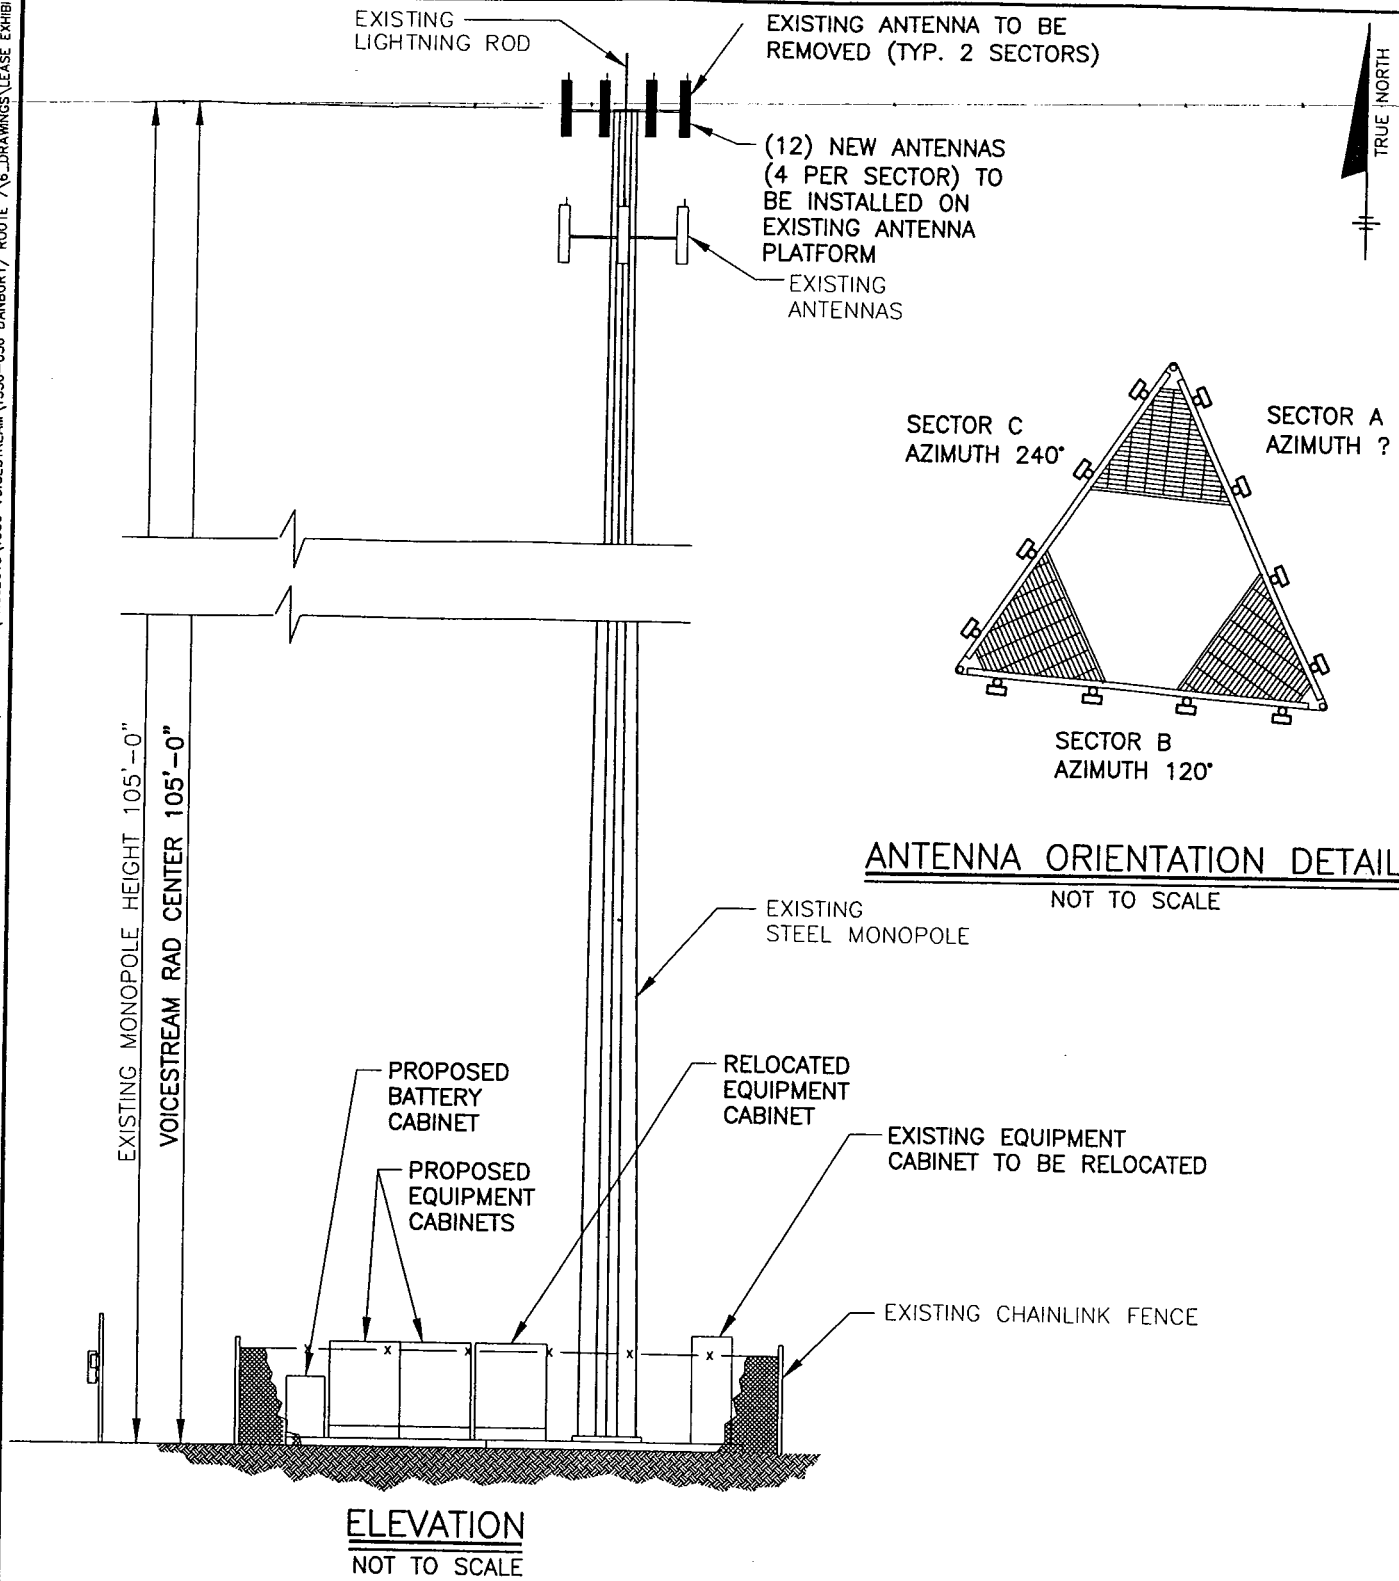 EXISTING
LIGHTNING ROD
EXISTING ANTENNA TO BE
REMOVED (TYP. 2 SECTORS)
TRUE NORTH
(12) NEW ANTENNAS
(4 PER SECTOR) TO
BE INSTALLED ON
EXISTING ANTENNA
PLATFORM
EXISTING
ANTENNAS
SECTOR C
AZIMUTH 240°
SECTOR A
AZIMUTH ?
SECTOR B
AZIMUTH 120°
ANTENNA ORIENTATION DETAIL
NOT TO SCALE
EXISTING MONOPOLE HEIGHT 105'-0"
VOICESTREAM RAD CENTER 105'-0"
EXISTING
STEEL MONOPOLE
PROPOSED
BATTERY
CABINET
RELOCATED
EQUIPMENT
CABINET
PROPOSED
EQUIPMENT
CABINETS
EXISTING EQUIPMENT
CABINET TO BE RELOCATED
EXISTING CHAINLINK FENCE
x x x x x x
ELEVATION
NOT TO SCALE